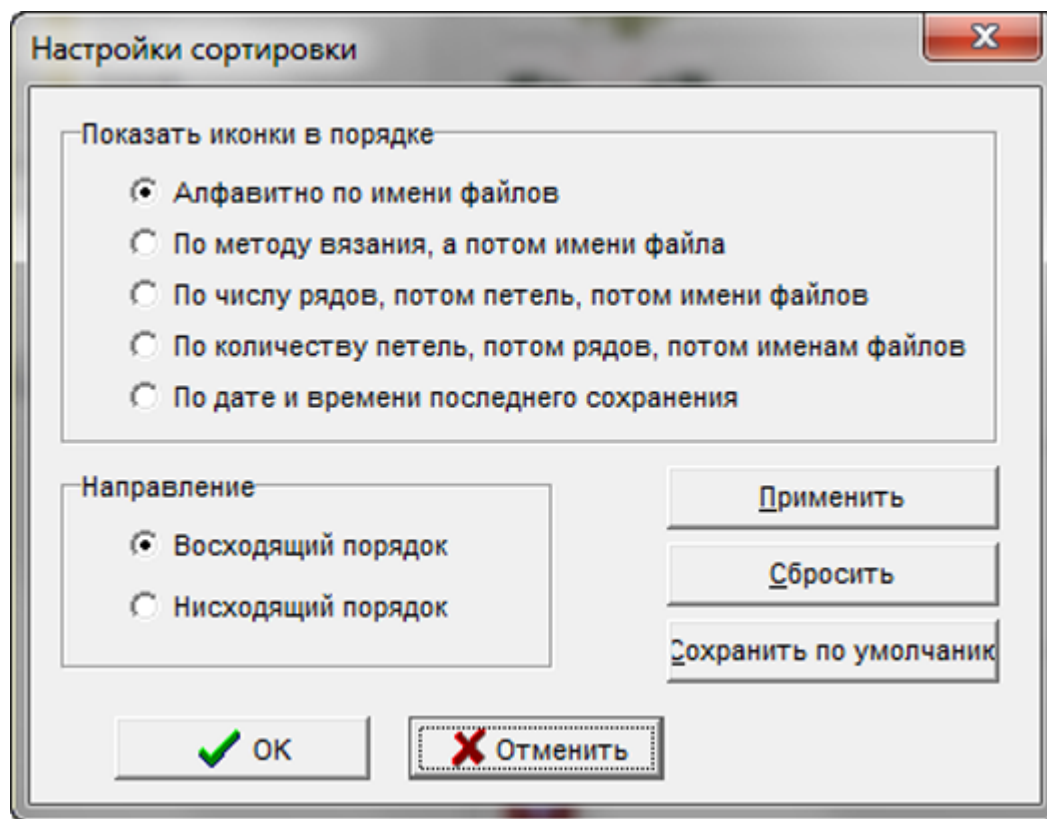 Настройки сортировки
Показать иконки в порядке
Алфавитно по имени файлов
По методу вязания, а потом имени файла
По числу рядов, потом петель, потом имени файлов
По количеству петель, потом рядов, потом именам файлов
По дате и времени последнего сохранения
Направление
Восходящий порядок
Нисходящий порядок
Применить
Сбросить
Сохранить по умолчанию
OK
Отменить